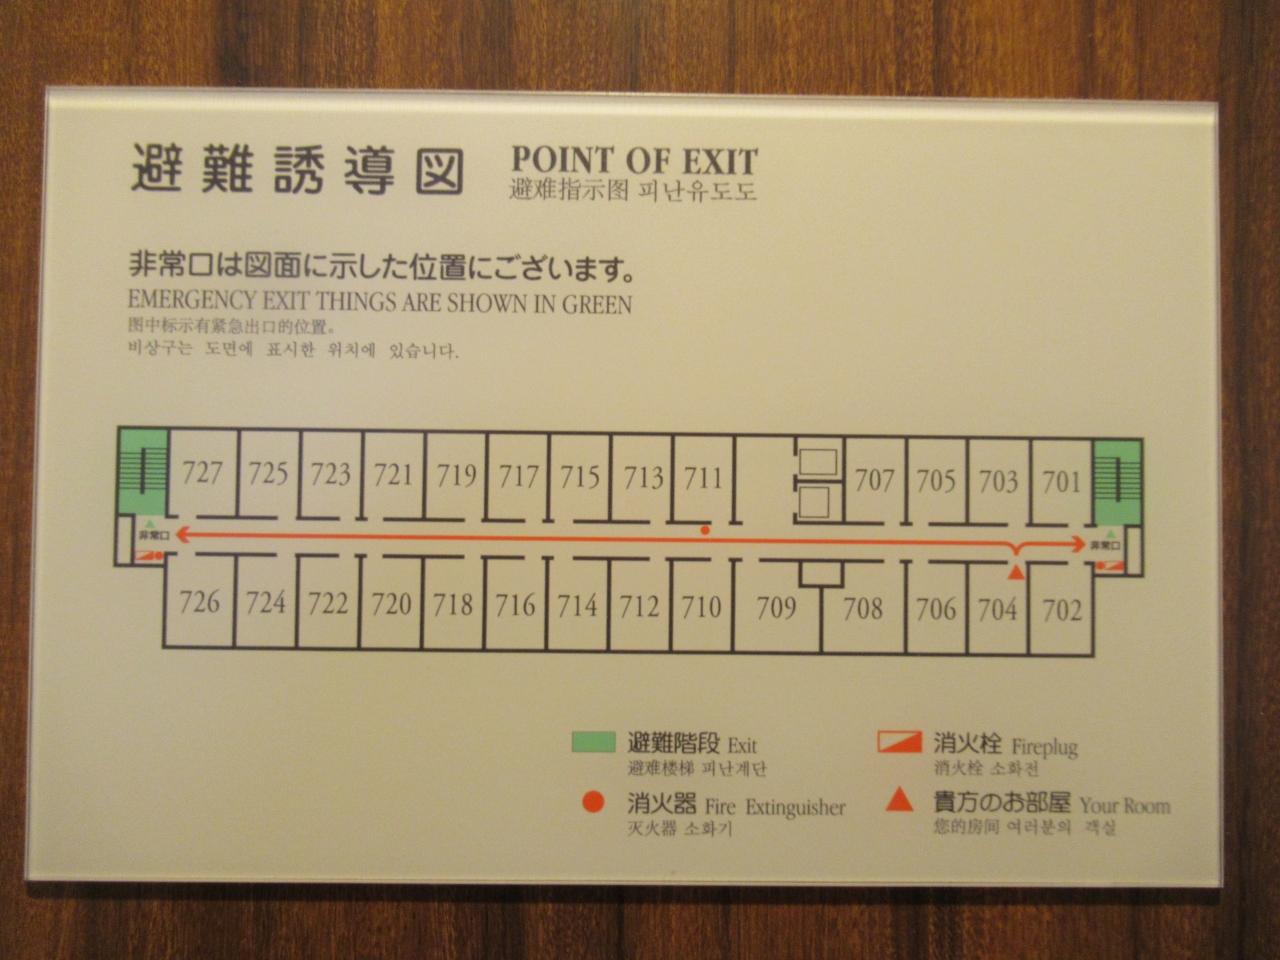 避難誘導図 POINT OF EXIT
避难指示图 피난유도도
非常口は図面に示した位置にございます。
EMERGENCY EXIT THINGS ARE SHOWN IN GREEN
图中标示有紧急出口的位置。
비상구는 도면에 표시한 위치에 있습니다.
727 725 723 721 719 717 715 713 711 707 705 703 701
非常口 非常口
726 724 722 720 718 716 714 712 710 709 708 706 704 702
避難階段 Exit
避难楼梯 피난계단
消火栓 Fireplug
消火栓 소화전
消火器 Fire Extinguisher
灭火器 소화기
貴方のお部屋 Your Room
您的房间 여러분의 객실